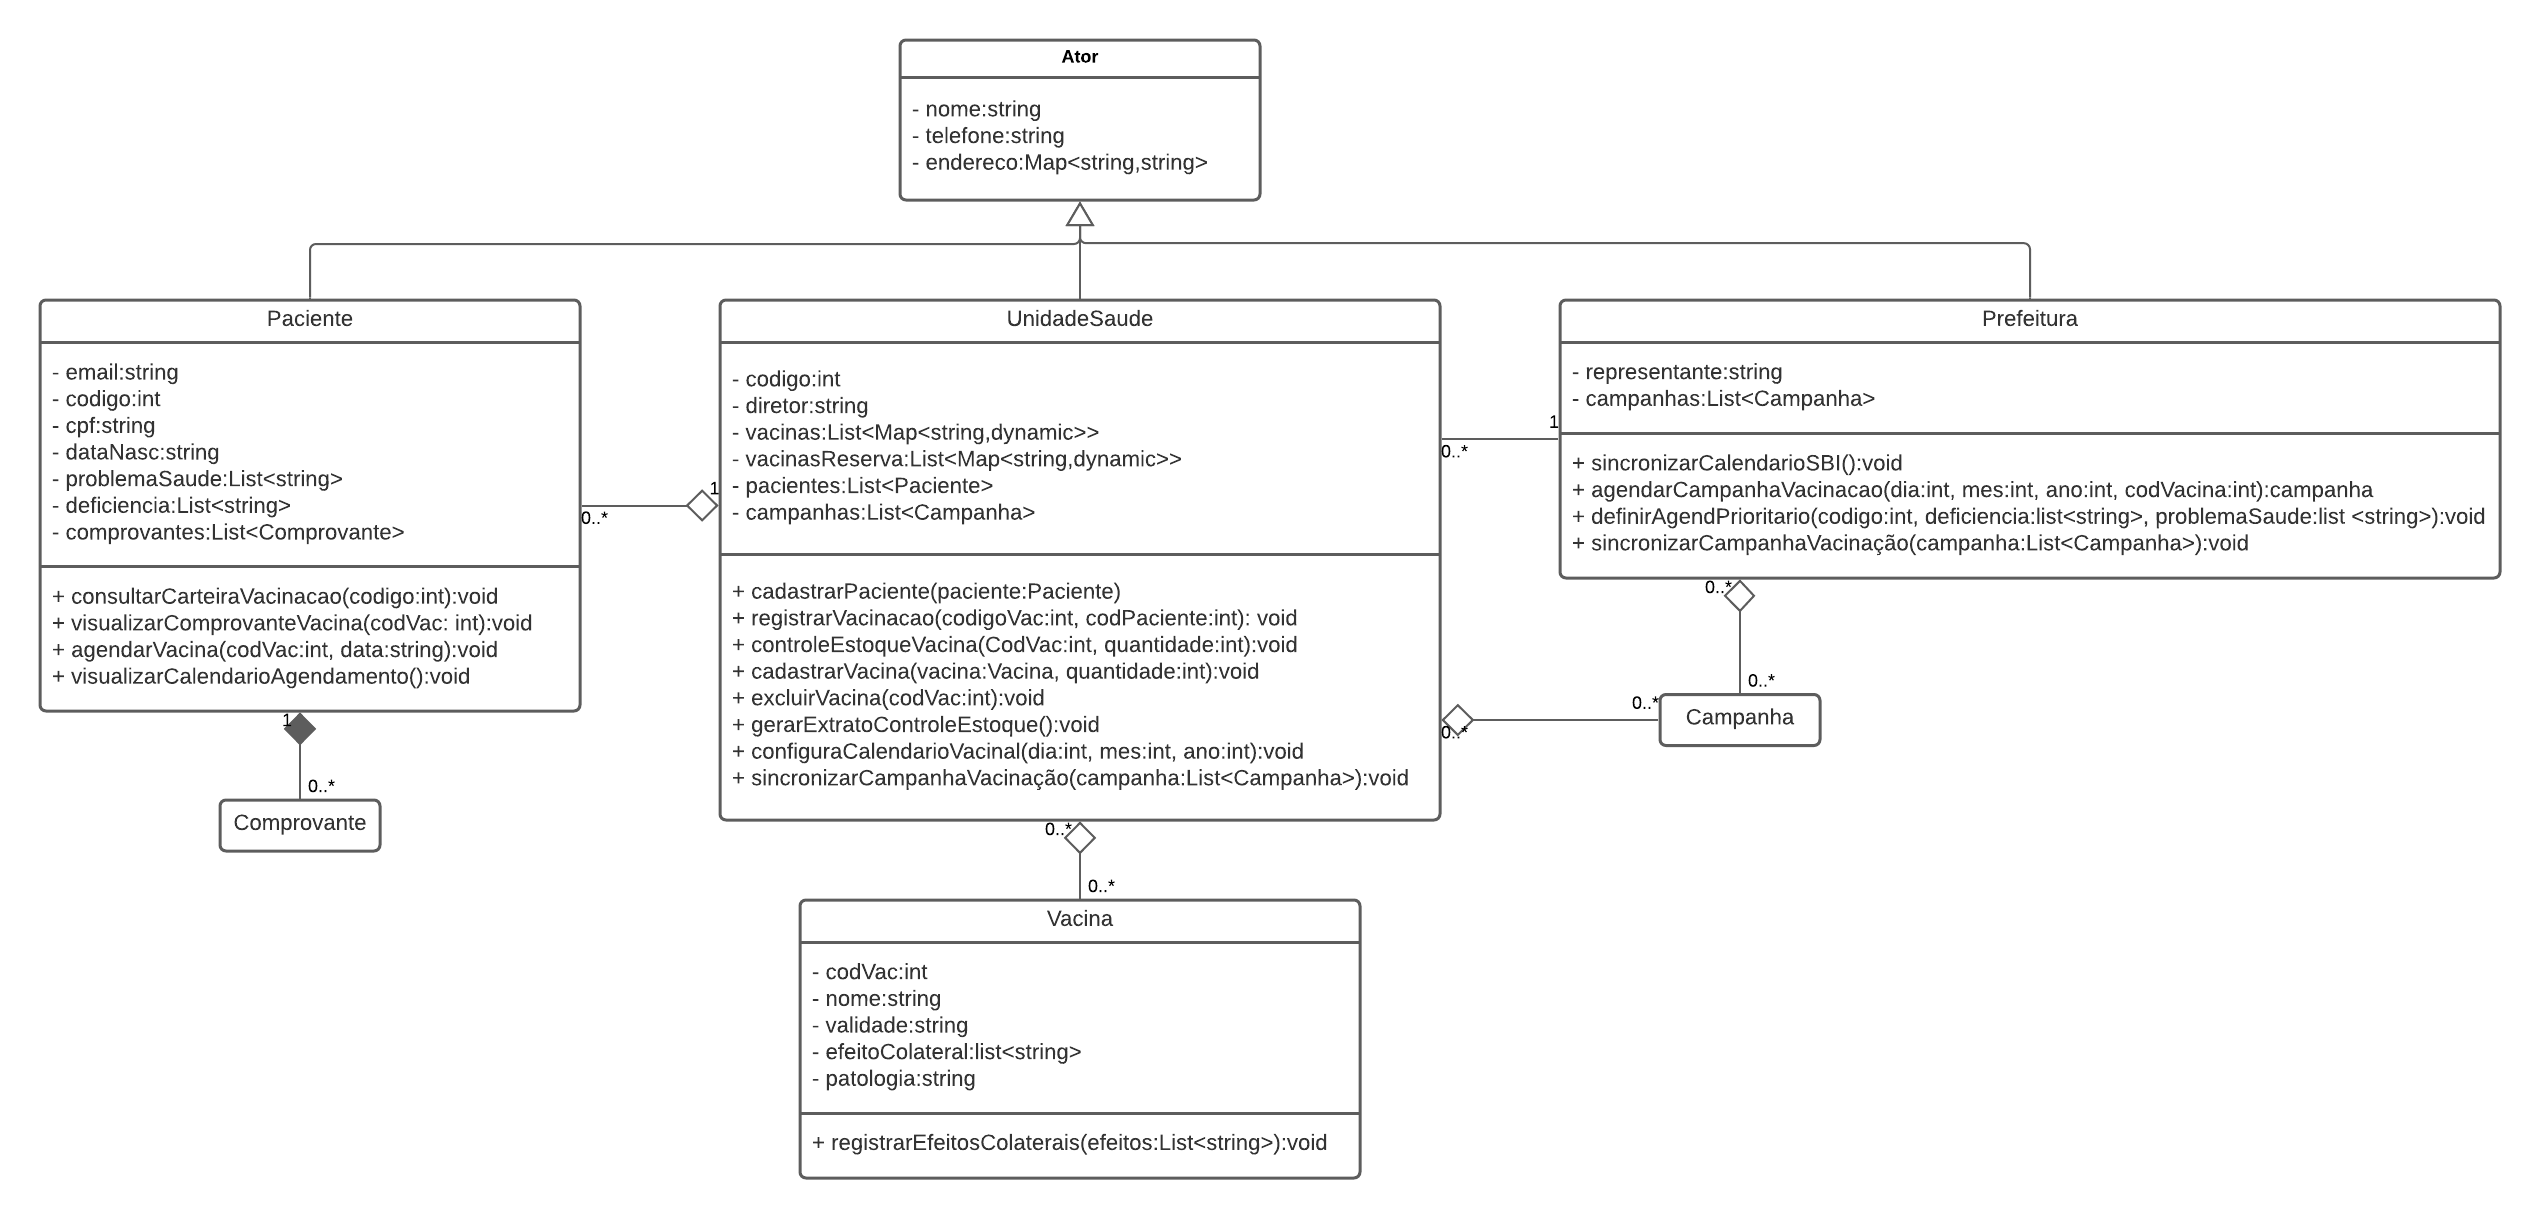 Ator
- nome:string
- telefone:string
- endereco:Map<string,string>
Paciente
- email:string
- codigo:int
- cpf:string
- dataNasc:string
- problemaSaude:List<string>
- deficiencia:List<string>
- comprovantes:List<Comprovante>
+ consultarCarteiraVacinacao(codigo:int):void
+ visualizarComprovanteVacina(codVac: int):void
+ agendarVacina(codVac:int, data:string):void
+ visualizarCalendarioAgendamento():void
0..*
1
1
0..*
Comprovante
UnidadeSaude
- codigo:int
- diretor:string
- vacinas:List<Map<string,dynamic>>
- vacinasReserva:List<Map<string,dynamic>>
- pacientes:List<Paciente>
- campanhas:List<Campanha>
+ cadastrarPaciente(paciente:Paciente)
+ registrarVacinacao(codigoVac:int, codPaciente:int): void
+ controleEstoqueVacina(CodVac:int, quantidade:int):void
+ cadastrarVacina(vacina:Vacina, quantidade:int):void
+ excluirVacina(codVac:int):void
+ gerarExtratoControleEstoque():void
+ configuraCalendarioVacinal(dia:int, mes:int, ano:int):void
+ sincronizarCampanhaVacinação(campanha:List<Campanha>):void
1
0..*
Prefeitura
- representante:string
- campanhas:List<Campanha>
+ sincronizarCalendarioSBI():void
+ agendarCampanhaVacinacao(dia:int, mes:int, ano:int, codVacina:int):campanha
+ definirAgendPrioritario(codigo:int, deficiencia:list<string>, problemaSaude:list <string>):void
+ sincronizarCampanhaVacinação(campanha:List<Campanha>):void
0..*
0..*
0..*
0..*
Campanha
0..*
0..*
Vacina
- codVac:int
- nome:string
- validade:string
- efeitoColateral:list<string>
- patologia:string
+ registrarEfeitosColaterais(efeitos:List<string>):void